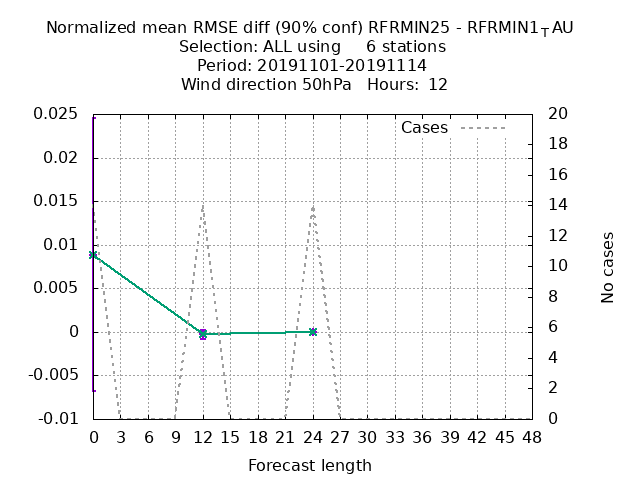 Normalized mean RMSE diff (90% conf) RFRMIN25 - RFRMIN1TAU
Selection: ALL using     6 stations
Period: 20191101-20191114
Wind direction 50hPa   Hours:  12
Cases
0.025
0.02
0.015
0.01
0.005
0
-0.005
-0.01
20
18
16
14
12
10
8
6
4
2
0
No cases
0 3 6 9 12 15 18 21 24 27 30 33 36 39 42 45 48
Forecast length